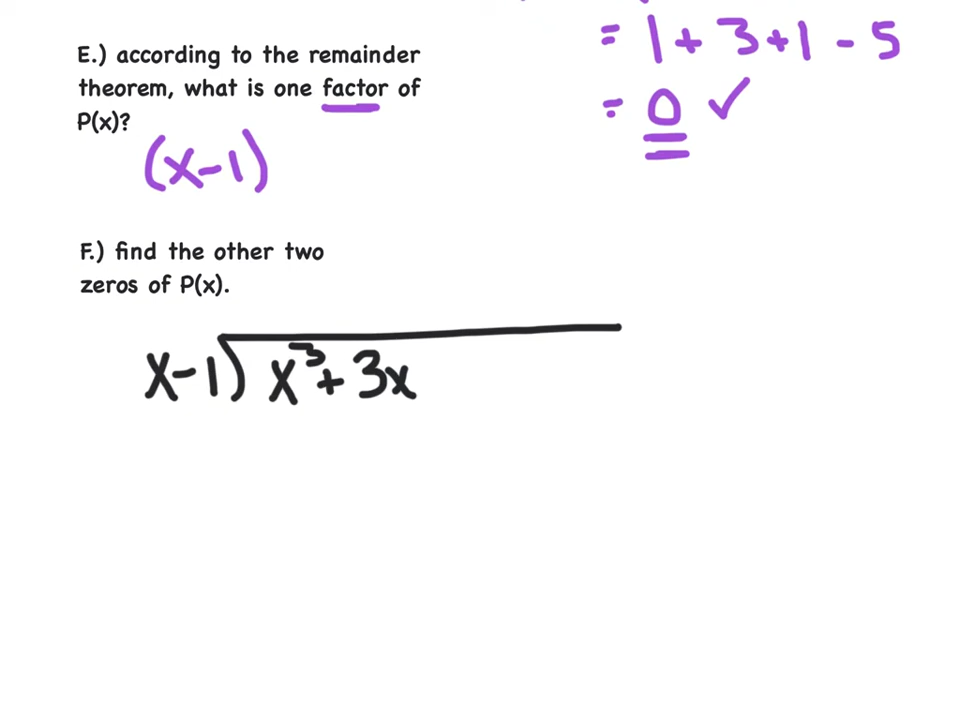 = 1 + 3 + 1 - 5
E.) according to the remainder
theorem, what is one factor of
P(x)?
= 0 ✓
(x-1)
F.) find the other two
zeros of P(x).
x-1) x³+ 3x